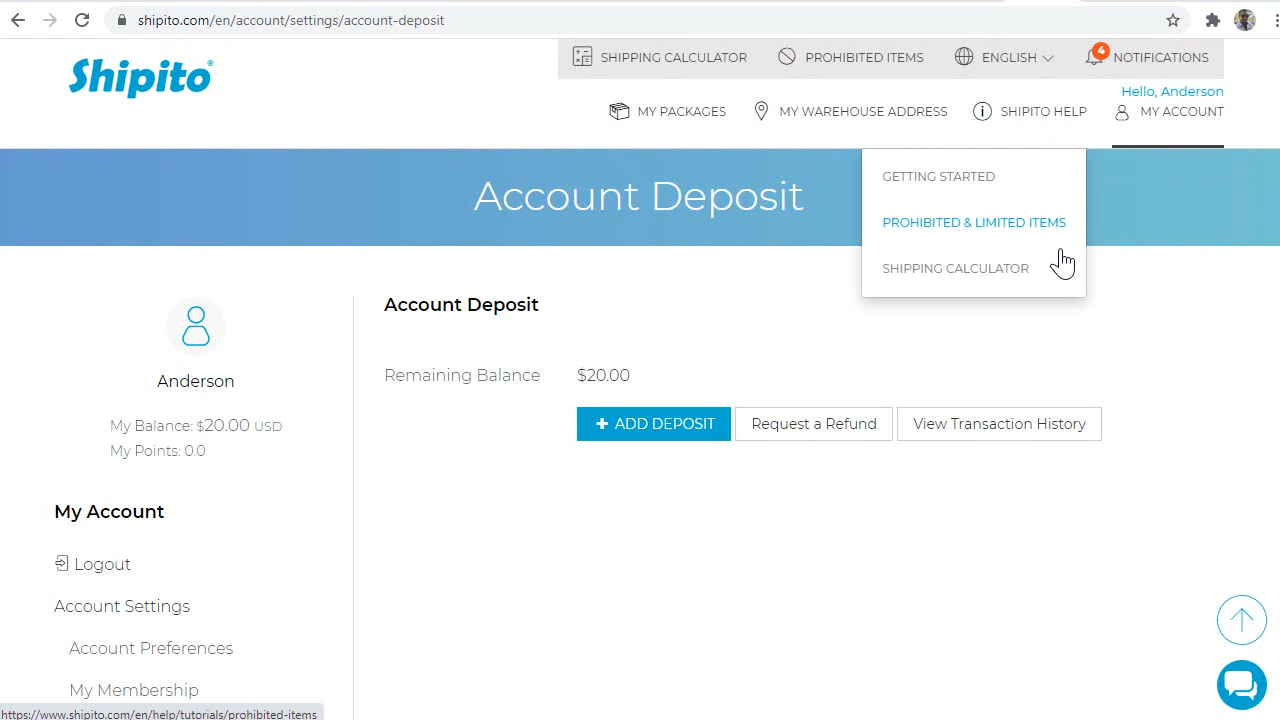 shipito.com/en/account/settings/account-deposit
Shipito®
SHIPPING CALCULATOR
PROHIBITED ITEMS
ENGLISH
4
NOTIFICATIONS
Hello, Anderson
MY PACKAGES
MY WAREHOUSE ADDRESS
SHIPITO HELP
MY ACCOUNT
GETTING STARTED
PROHIBITED & LIMITED ITEMS
SHIPPING CALCULATOR
Account Deposit
Anderson
My Balance: $20.00 USD
My Points: 0.0
My Account
Logout
Account Settings
Account Preferences
My Membership
Account Deposit
Remaining Balance $20.00
+ ADD DEPOSIT
Request a Refund
View Transaction History
https://www.shipito.com/en/help/tutorials/prohibited-items